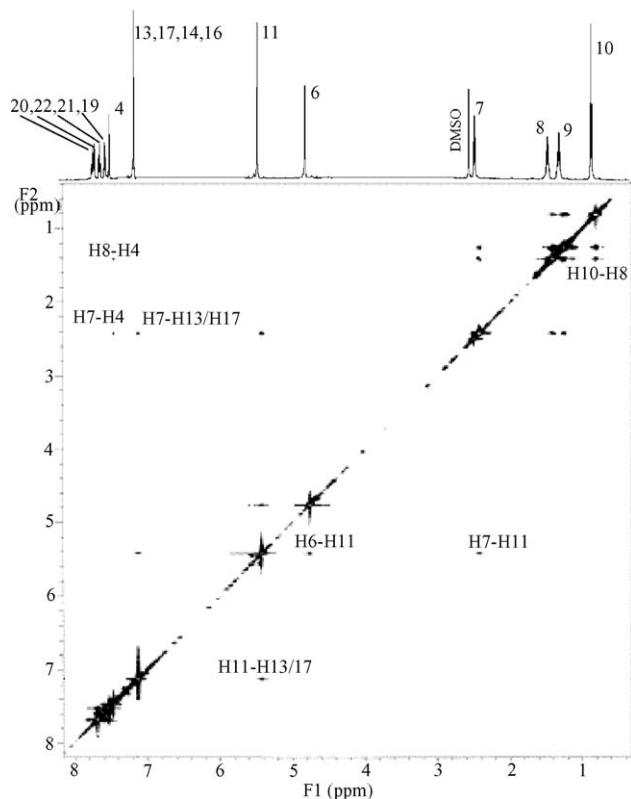 13,17,14,16
11
10
20,22,21,19
4
6
DMSO
7
8
9
F2
(ppm)
1
H8-H4
H10-H8
2
H7-H4
H7-H13/H17
3
4
5
H6-H11
H7-H11
6
H11-H13/17
7
8
8
7
6
5
4
3
2
1
F1 (ppm)